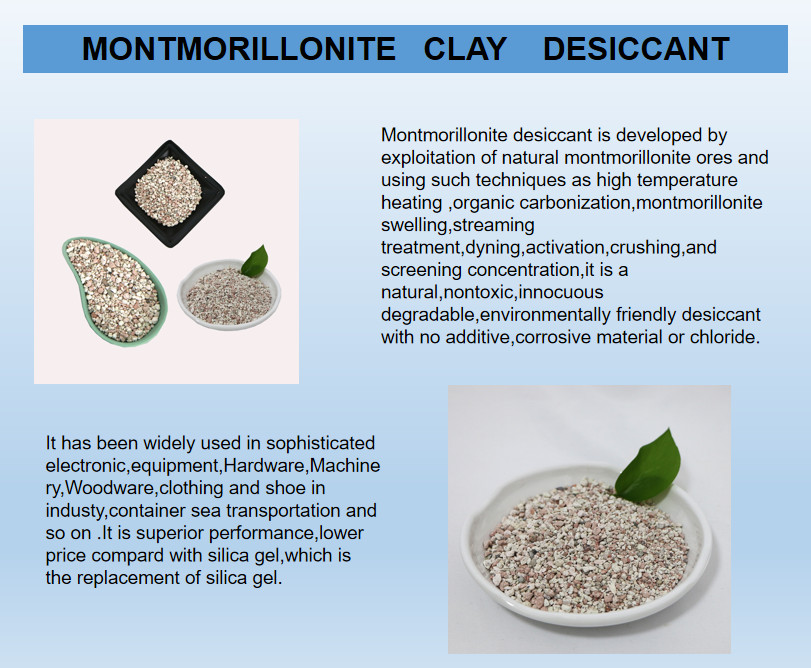 MONTMORILLONITE CLAY DESICCANT
Montmorillonite desiccant is developed by
exploitation of natural montmorillonite ores and
using such techniques as high temperature
heating ,organic carbonization,montmorillonite
swelling,streaming
treatment,dyning,activation,crushing,and
screening concentration,it is a
natural,nontoxic,innocuous
degradable,environmentally friendly desiccant
with no additive,corrosive material or chloride.
It has been widely used in sophisticated
electronic,equipment,Hardware,Machine
ry,Woodware,clothing and shoe in
industy,container sea transportation and
so on .It is superior performance,lower
price compard with silica gel,which is
the replacement of silica gel.